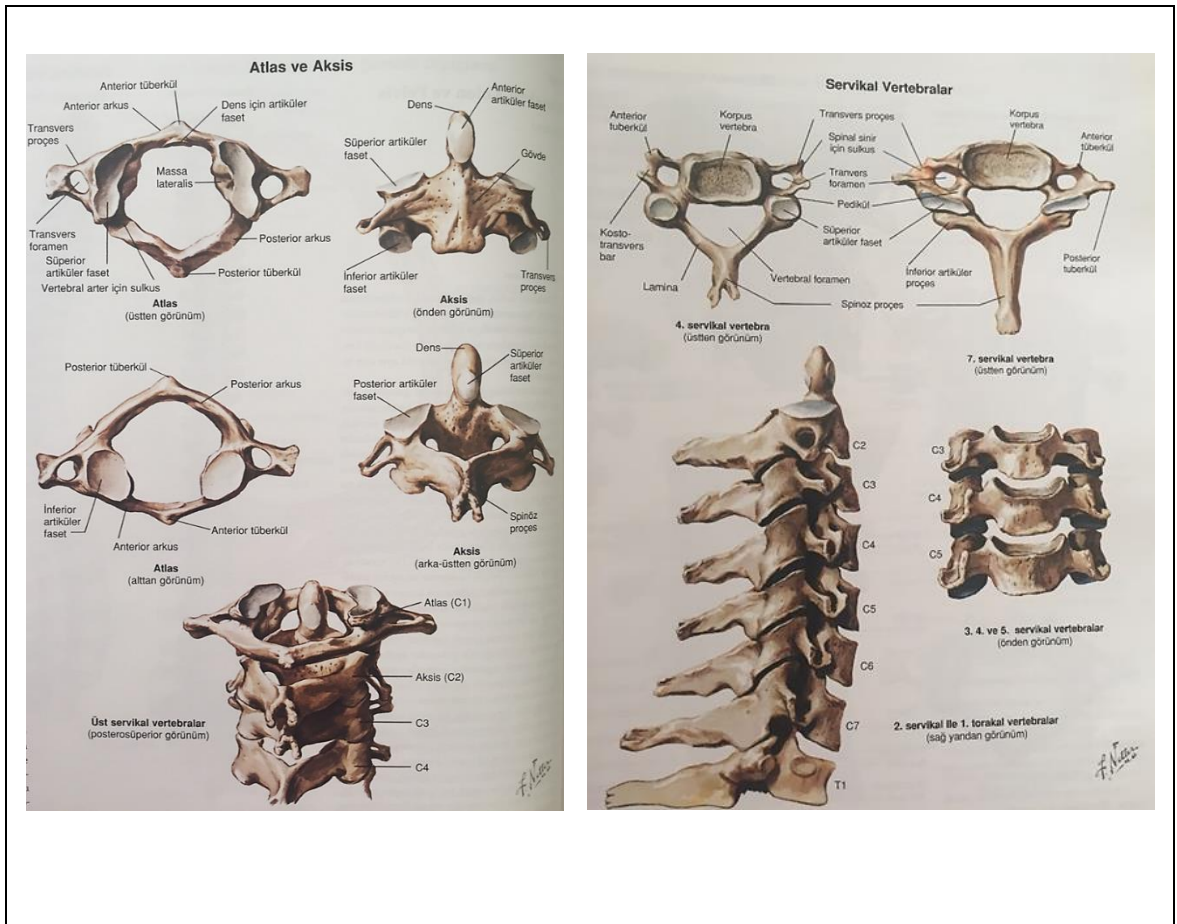 Atlas ve Aksis
Anterior tüberkül
Anterior arkus
Dens için artiküler
faset
Transvers
proçes
Massa
lateralis
Transvers
foramen
Süperior
artiküler faset
Vertebral arter için sulkus
Posterior arkus
Posterior tüberkül
Atlas
(üstten görünüm)
Dens
Anterior
artiküler faset
Süperior artiküler
faset
Gövde
İnferior artiküler
faset
Transvers
proçes
Aksis
(önden görünüm)
Posterior tüberkül
Posterior arkus
İnferior
artiküler
faset
Anterior arkus
Anterior tüberkül
Atlas
(alttan görünüm)
Dens
Süperior
artiküler
faset
Posterior artiküler
faset
Spinöz
proçes
Aksis
(arka-üstten görünüm)
Atlas (C1)
Aksis (C2)
C3
C4
Üst servikal vertebralar
(posterosüperior görünüm)
F. Netter
Servikal Vertebralar
Anterior
tuberkül
Korpus
vertebra
Transvers proçes
Spinal sinir
için sulkus
Tranvers
foramen
Pedikül
Süperior
artiküler faset
Kosto-
transvers
bar
Lamina
Vertebral foramen
Spinoz proçes
4. servikal vertebra
(üstten görünüm)
Korpus
vertebra
Anterior
tüberkül
İnferior artiküler
proçes
Posterior
tuberkül
7. servikal vertebra
(üstten görünüm)
C2
C3
C4
C5
C6
C7
T1
C3
C4
C5
3. 4. ve 5. servikal vertebralar
(önden görünüm)
2. servikal ile 1. torakal vertebralar
(sağ yandan görünüm)
F. Netter